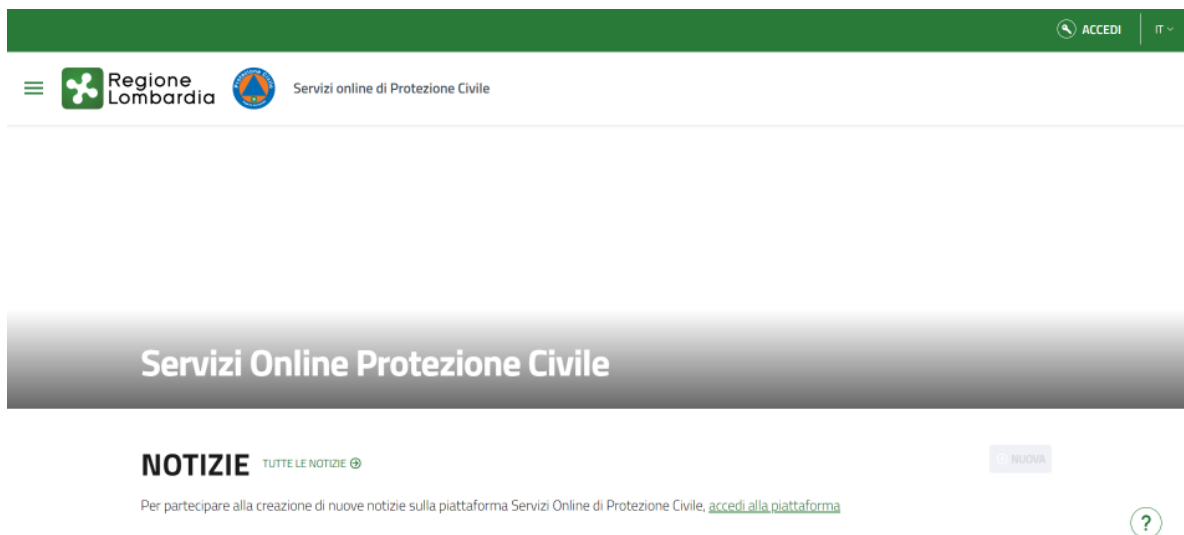 ACCEDI
IT
Regione
Lombardia
Servizi online di Protezione Civile
Servizi Online Protezione Civile
NOTIZIE TUTTE LE NOTIZIE
NUOVA
Per partecipare alla creazione di nuove notizie sulla piattaforma Servizi Online di Protezione Civile, accedi alla piattaforma
?